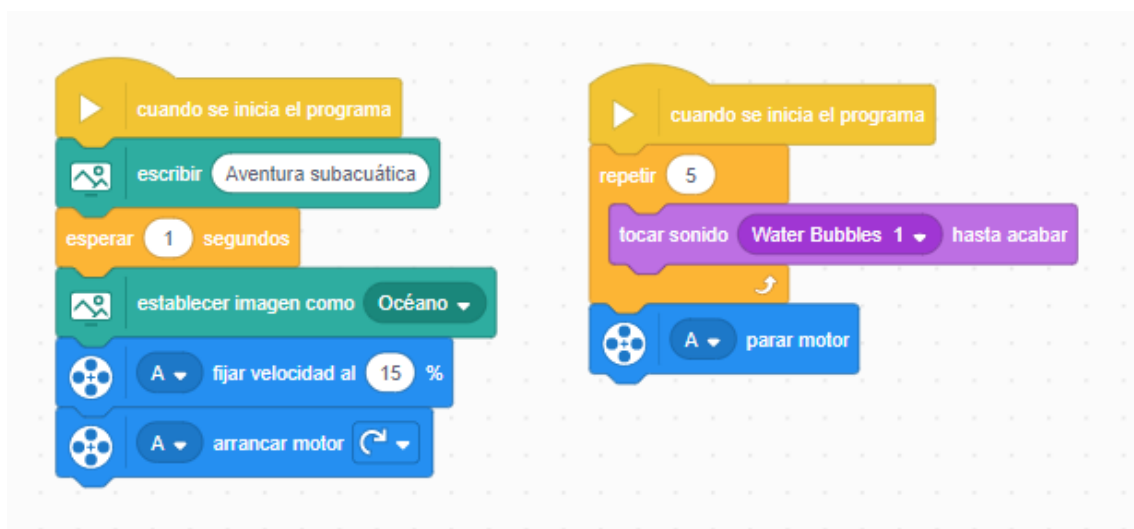 cuando se inicia el programa
escribir Aventura subacuática
esperar 1 segundos
establecer imagen como Océano
A fijar velocidad al 15 %
A arrancar motor
cuando se inicia el programa
repetir 5
tocar sonido Water Bubbles 1 hasta acabar
A parar motor